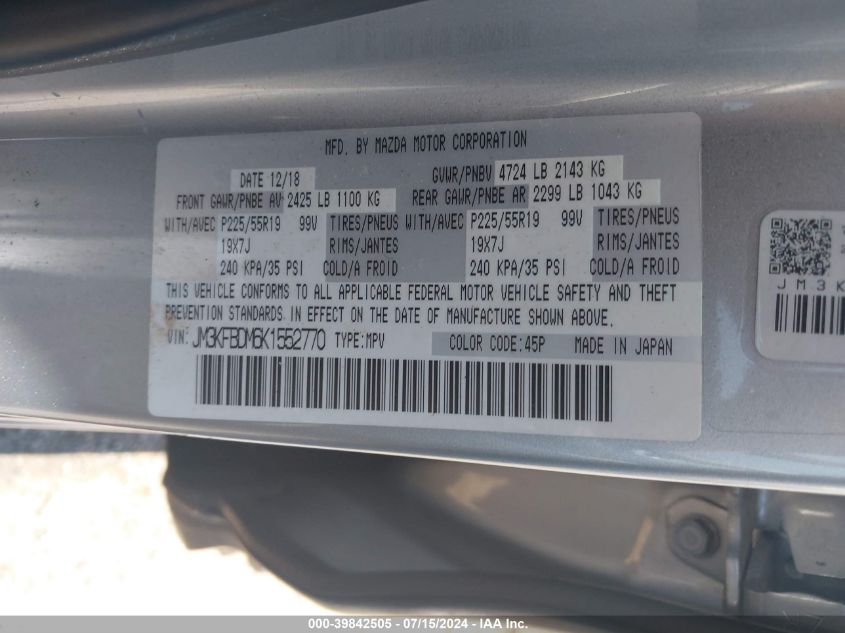 MFD. BY MAZDA MOTOR CORPORATION
DATE 12/18 GVWR/PNBV 4724 LB 2143 KG
FRONT GAWR/PNBE AV 2425 LB 1100 KG REAR GAWR/PNBE AR 2299 LB 1043 KG
WITH/AVEC P225/55R19 99V TIRES/PNEUS WITH/AVEC P225/55R19 99V TIRES/PNEUS
19X7J RIMS/JANTES 19X7J RIMS/JANTES
240 KPA/35 PSI COLD/A FROID 240 KPA/35 PSI COLD/A FROID
THIS VEHICLE CONFORMS TO ALL APPLICABLE FEDERAL MOTOR VEHICLE SAFETY AND THEFT
PREVENTION STANDARDS IN EFFECT ON THE DATE OF MANUFACTURE SHOWN ABOVE.
VIN: JM3KFBDM6K1552770 TYPE:MPV COLOR CODE:45P MADE IN JAPAN
JM3K
000-39842505 - 07/15/2024 - IAA Inc.